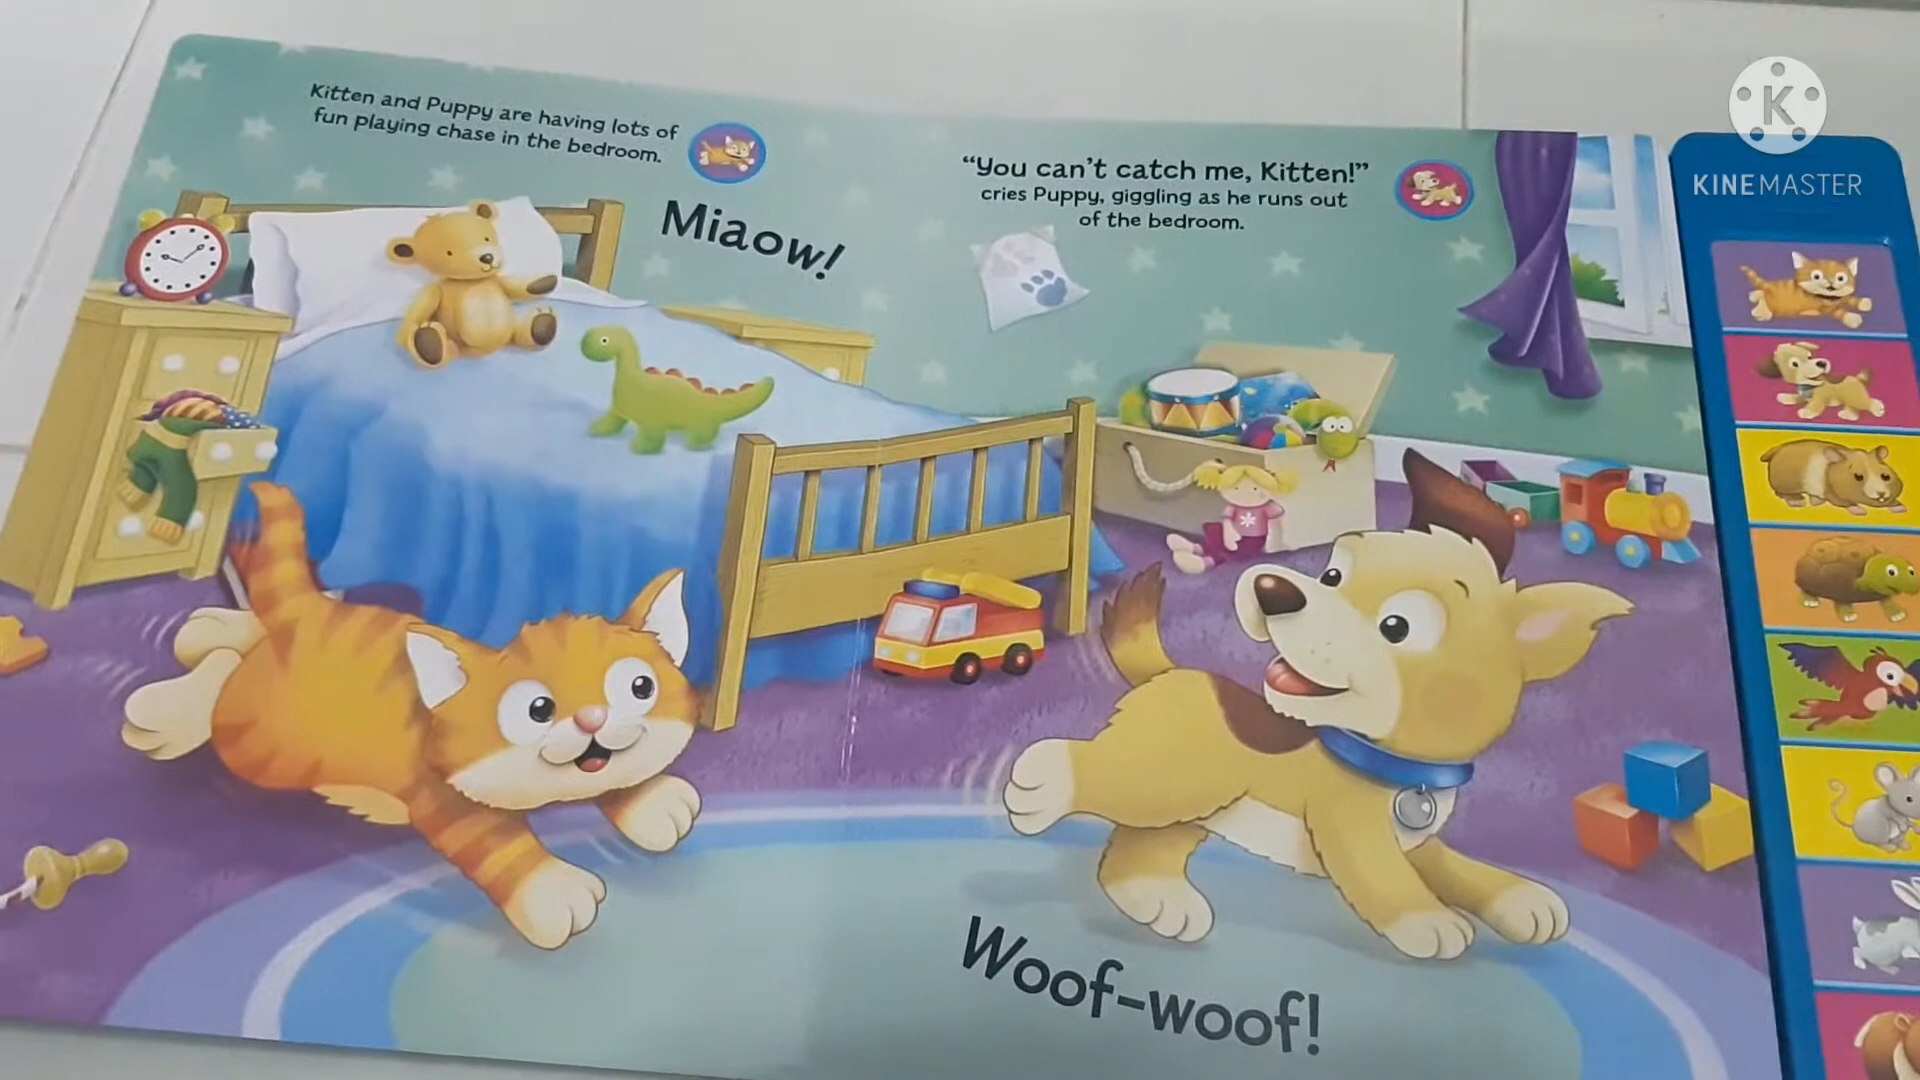 Kitten and Puppy are having lots of
fun playing chase in the bedroom.
Miaow!
“You can’t catch me, Kitten!”
cries Puppy, giggling as he runs out
of the bedroom.
Woof-woof!
K
KINEMASTER